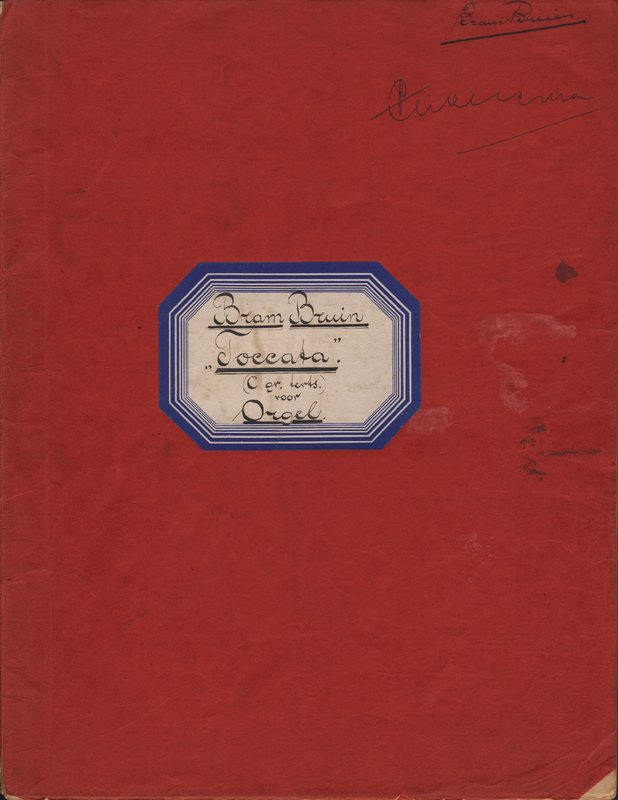 Bram Bruin.
Bram Bruin
"Toccata".
(C gr. terts.)
voor
Orgel.